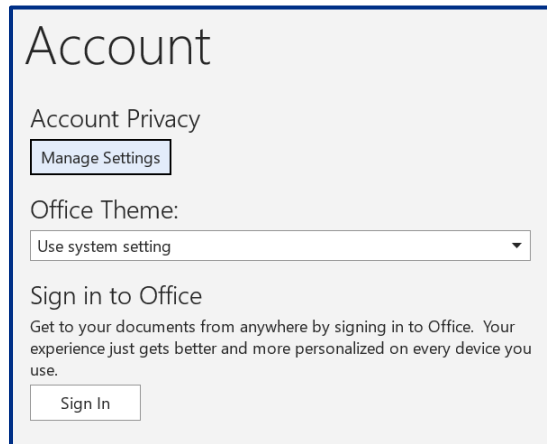 Account
Account Privacy
Manage Settings
Office Theme:
Use system setting
Sign in to Office
Get to your documents from anywhere by signing in to Office.  Your
experience just gets better and more personalized on every device you
use.
Sign In